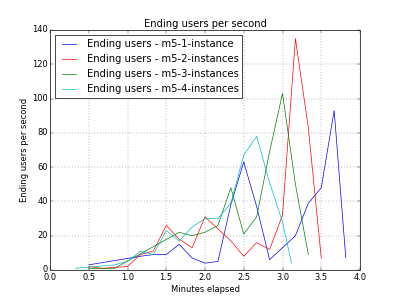 Ending users per second
140
120
100
80
60
40
20
0
Ending users per second
Ending users - m5-1-instance
Ending users - m5-2-instances
Ending users - m5-3-instances
Ending users - m5-4-instances
0.0 0.5 1.0 1.5 2.0 2.5 3.0 3.5 4.0
Minutes elapsed